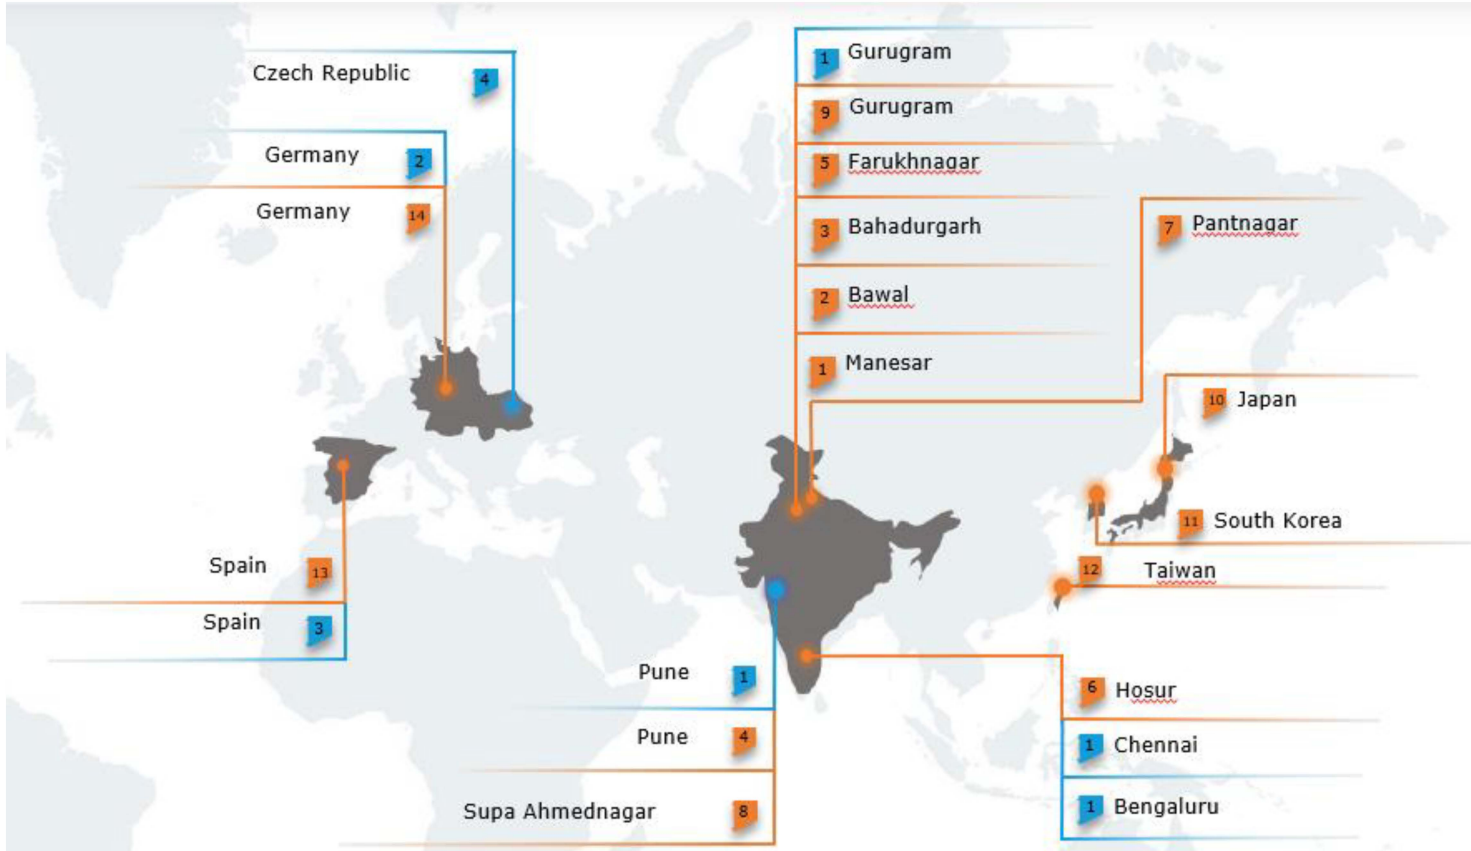 Czech Republic 4
Germany 2
Germany 14
Spain 13
Spain 3
1 Gurugram
9 Gurugram
5 Farukhnagar
3 Bahadurgarh
2 Bawal
1 Manesar
7 Pantnagar
10 Japan
11 South Korea
12 Taiwan
Pune 1
Pune 4
Supa Ahmednagar 8
6 Hosur
1 Chennai
1 Bengaluru